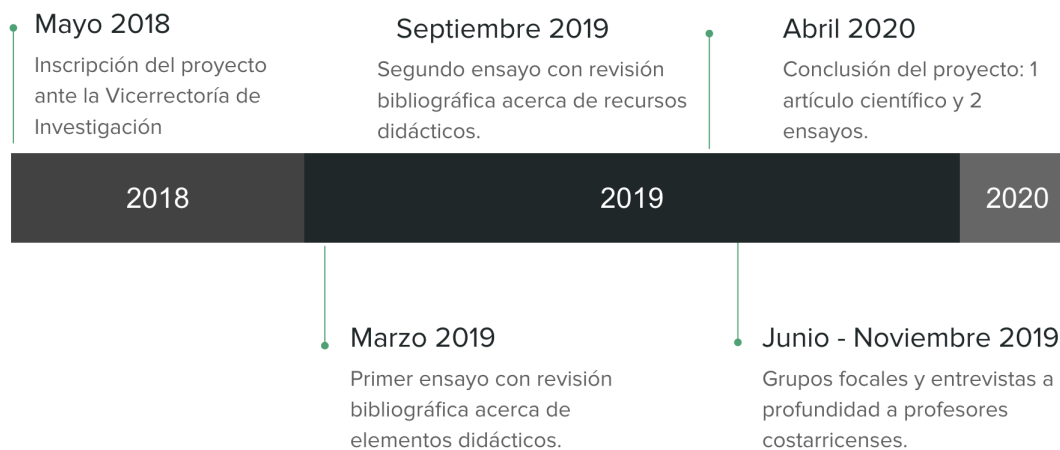 Mayo 2018
Inscripción del proyecto
ante la Vicerrectoría de
Investigación
Septiembre 2019
Segundo ensayo con revisión
bibliográfica acerca de recursos
didácticos.
Abril 2020
Conclusión del proyecto: 1
artículo científico y 2
ensayos.
2018
2019
2020
Marzo 2019
Primer ensayo con revisión
bibliográfica acerca de
elementos didácticos.
Junio - Noviembre 2019
Grupos focales y entrevistas a
profundidad a profesores
costarricenses.